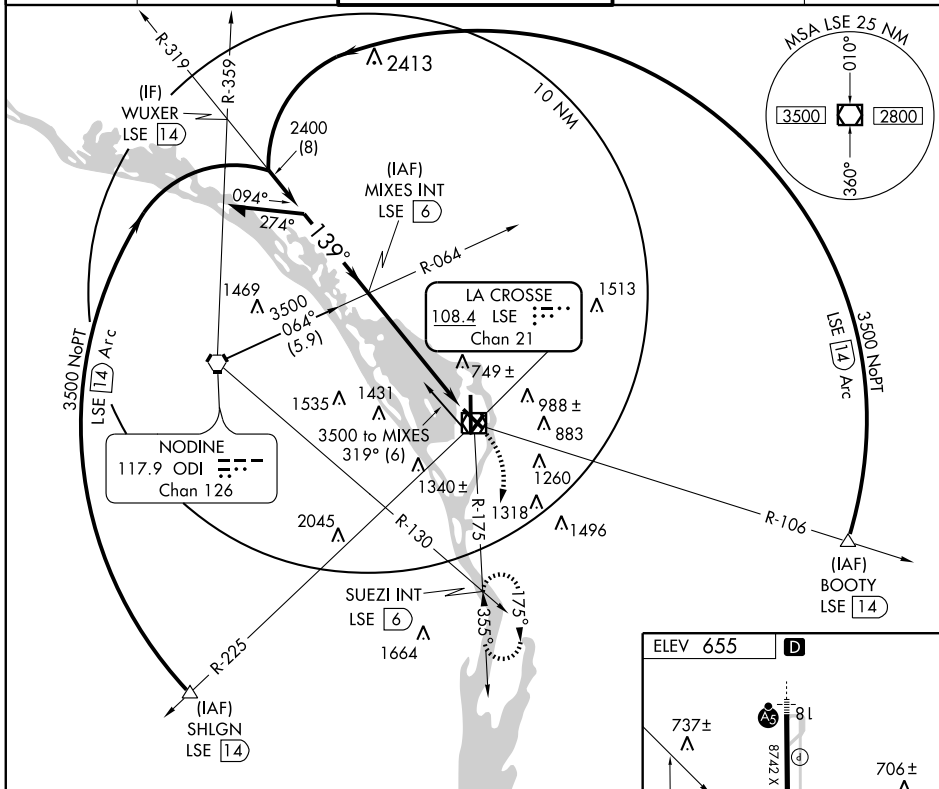 MSA LSE 25 NM
010°
3500
2800
360°
R-319
R-359
2413
10 NM
(IF)
WUXER
LSE 14
2400
(8)
(IAF)
MIXES INT
LSE 6
094°
274°
139°
R-064
1469
3500
064°
(5.9)
LA CROSSE
108.4 LSE
Chan 21
1513
3500 NoPT
LSE 14 Arc
3500 NoPT
LSE 14 Arc
749 ±
1535
1431
988 ±
883
3500 to MIXES
319° (6)
NODINE
117.9 ODI
Chan 126
1340 ±
1260
1318
1496
R-175
R-130
2045
R-106
SUEZI INT
LSE 6
175°
355°
1664
(IAF)
BOOTY
LSE 14
R-225
(IAF)
SHLGN
LSE 14
ELEV 655
D
A5
18
737 ±
P
8742 X
706 ±